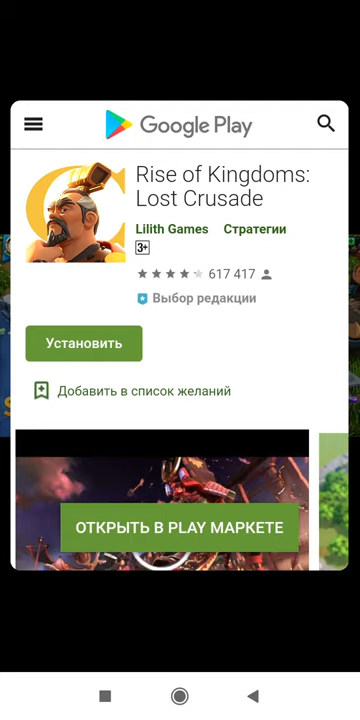 Google Play
Rise of Kingdoms:
Lost Crusade
Lilith Games Стратегии
3+
617 417
Выбор редакции
Установить
Добавить в список желаний
ОТКРЫТЬ В PLAY МАРКЕТЕ